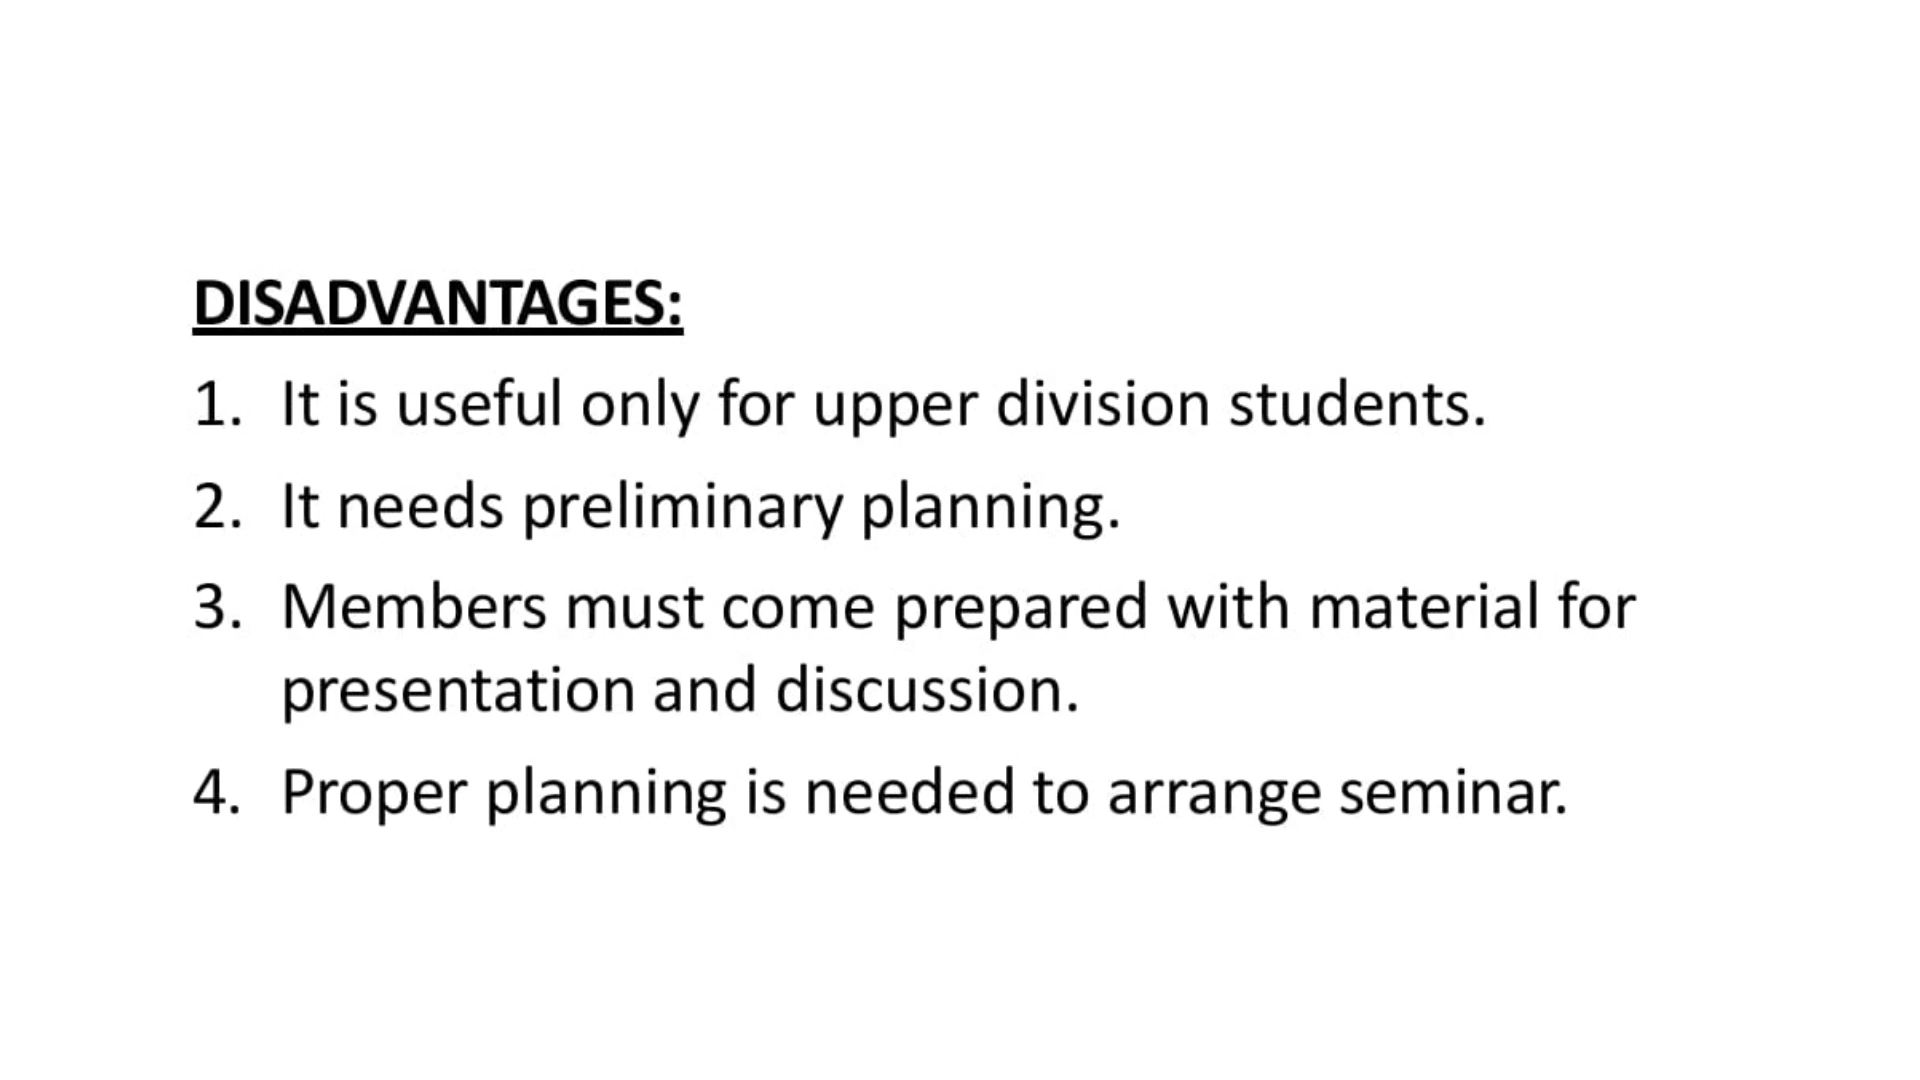 DISADVANTAGES:
1. It is useful only for upper division students.
2. It needs preliminary planning.
3. Members must come prepared with material for
presentation and discussion.
4. Proper planning is needed to arrange seminar.